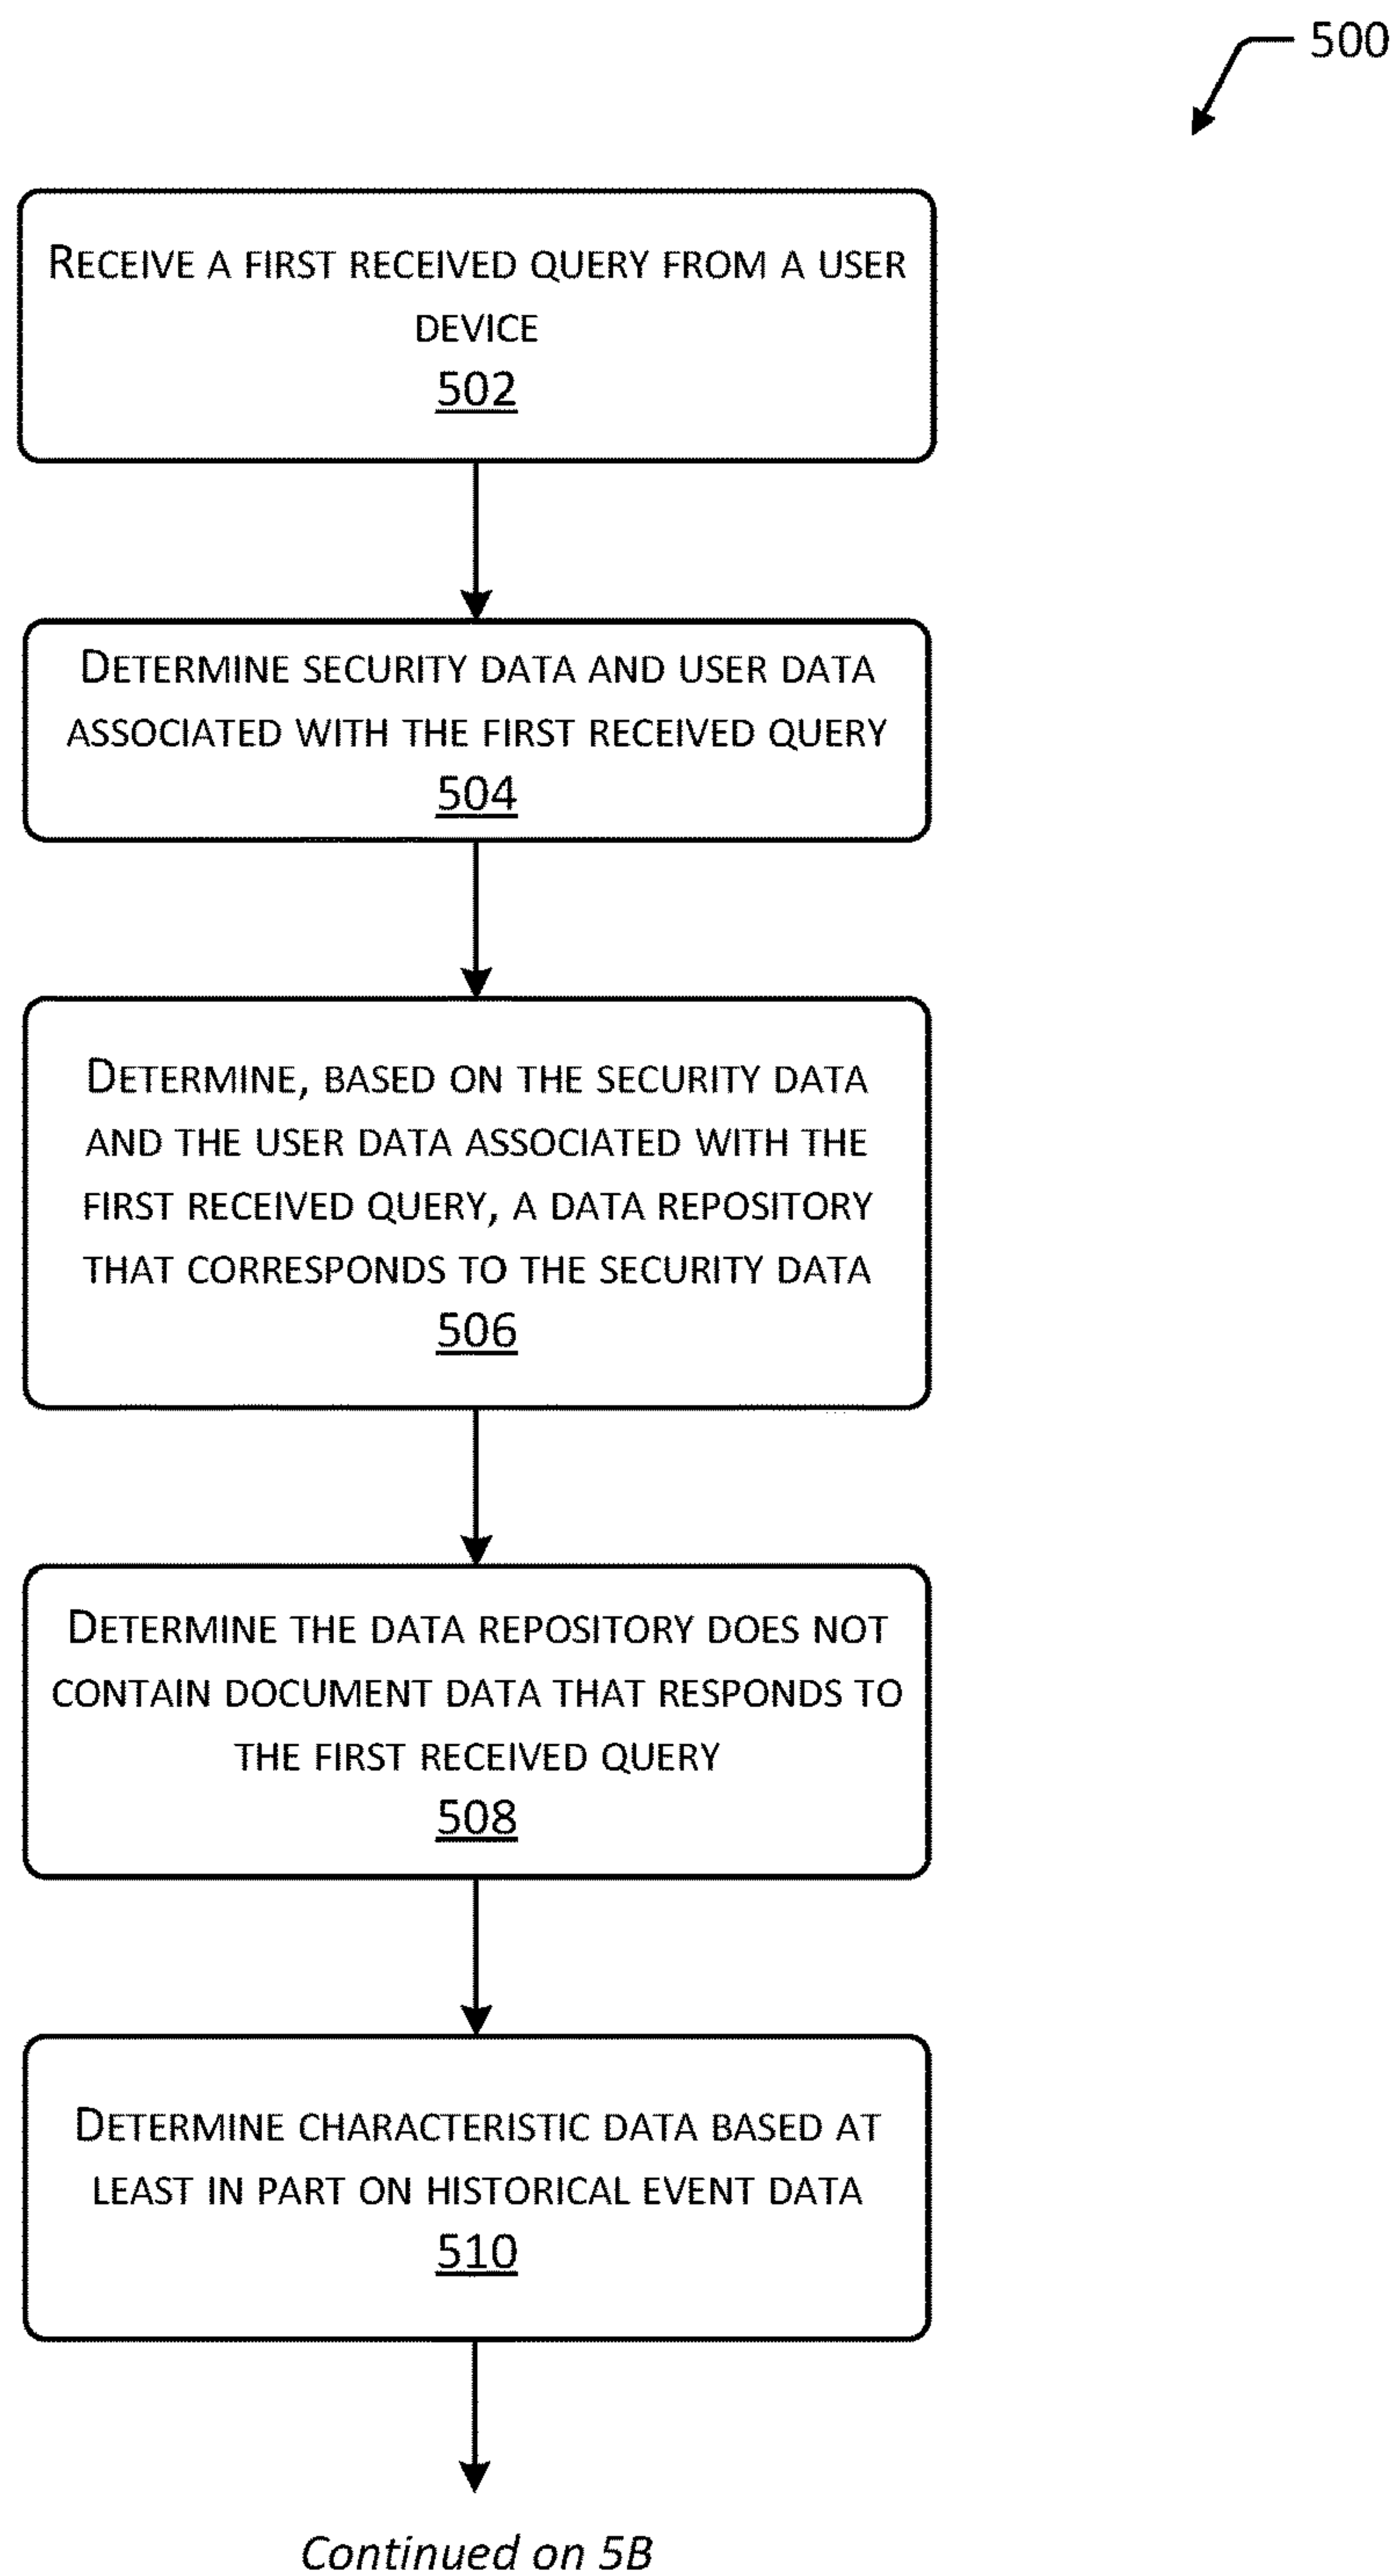 500
RECEIVE A FIRST RECEIVED QUERY FROM A USER
DEVICE
502
DETERMINE SECURITY DATA AND USER DATA
ASSOCIATED WITH THE FIRST RECEIVED QUERY
504
DETERMINE, BASED ON THE SECURITY DATA
AND THE USER DATA ASSOCIATED WITH THE
FIRST RECEIVED QUERY, A DATA REPOSITORY
THAT CORRESPONDS TO THE SECURITY DATA
506
DETERMINE THE DATA REPOSITORY DOES NOT
CONTAIN DOCUMENT DATA THAT RESPONDS TO
THE FIRST RECEIVED QUERY
508
DETERMINE CHARACTERISTIC DATA BASED AT
LEAST IN PART ON HISTORICAL EVENT DATA
510
Continued on 5B